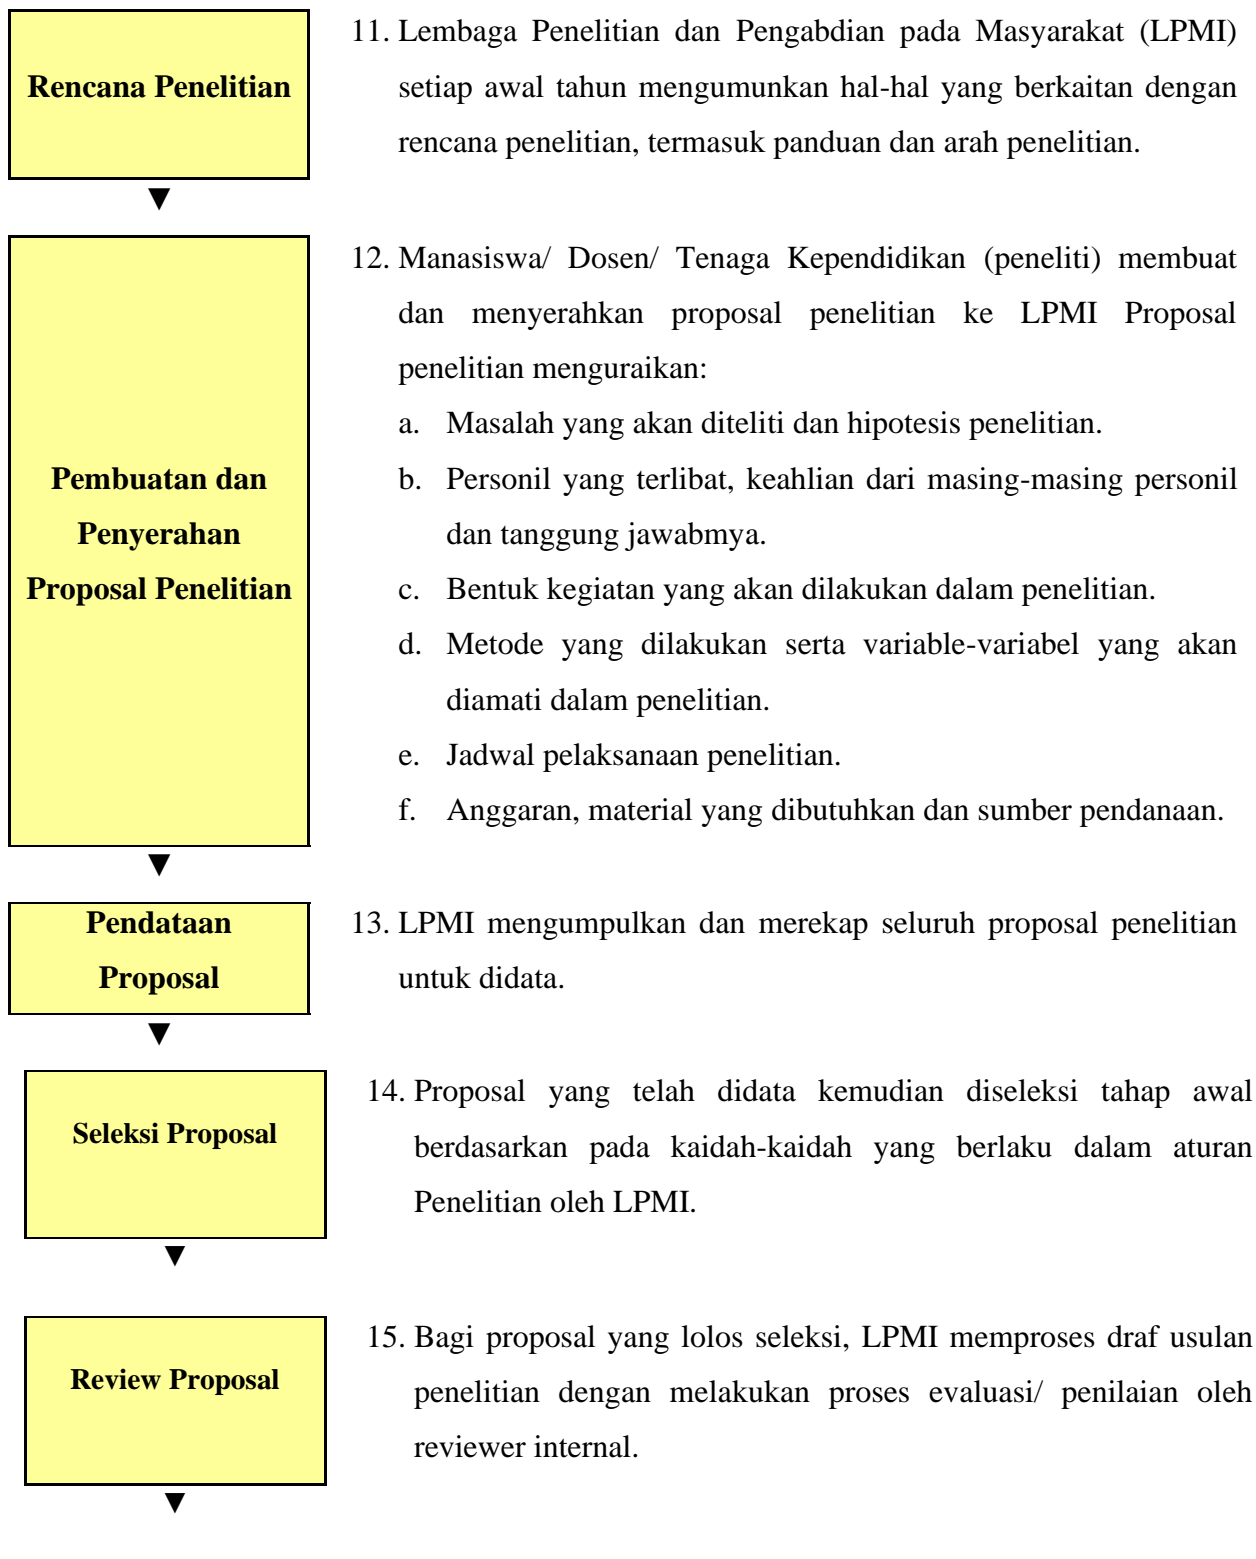 Rencana Penelitian
11. Lembaga Penelitian dan Pengabdian pada Masyarakat (LPMI)
setiap awal tahun mengumunkan hal-hal yang berkaitan dengan
rencana penelitian, termasuk panduan dan arah penelitian.
▼
Pembuatan dan
Penyerahan
Proposal Penelitian
12. Manasiswa/ Dosen/ Tenaga Kependidikan (peneliti) membuat
dan menyerahkan proposal penelitian ke LPMI Proposal
penelitian menguraikan:
a. Masalah yang akan diteliti dan hipotesis penelitian.
b. Personil yang terlibat, keahlian dari masing-masing personil
dan tanggung jawabmya.
c. Bentuk kegiatan yang akan dilakukan dalam penelitian.
d. Metode yang dilakukan serta variable-variabel yang akan
diamati dalam penelitian.
e. Jadwal pelaksanaan penelitian.
f. Anggaran, material yang dibutuhkan dan sumber pendanaan.
▼
Pendataan
Proposal
13. LPMI mengumpulkan dan merekap seluruh proposal penelitian
untuk didata.
▼
Seleksi Proposal
14. Proposal yang telah didata kemudian diseleksi tahap awal
berdasarkan pada kaidah-kaidah yang berlaku dalam aturan
Penelitian oleh LPMI.
▼
Review Proposal
15. Bagi proposal yang lolos seleksi, LPMI memproses draf usulan
penelitian dengan melakukan proses evaluasi/ penilaian oleh
reviewer internal.
▼